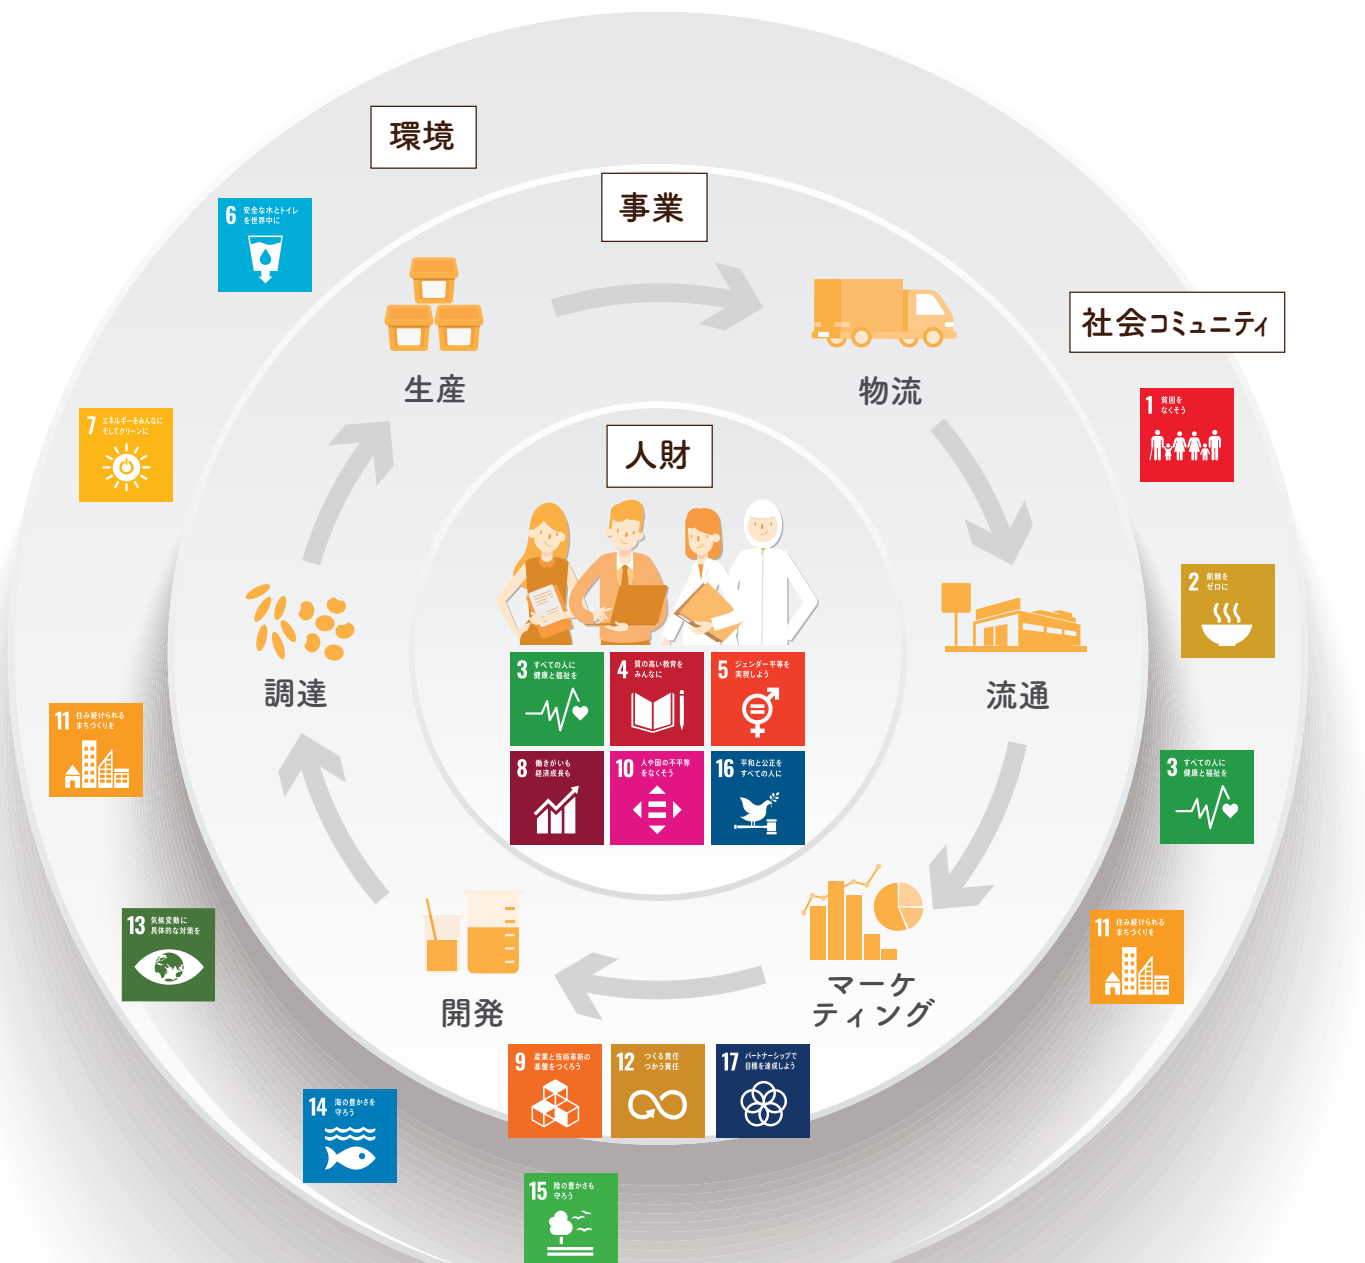 環境
事業
6 安全な水とトイレ
を世界中に
社会コミュニティ
生産
物流
1 貧困を
なくそう
7 エネルギーをみんなに
そしてクリーンに
人財
2 飢餓を
ゼロに
調達
流通
3 すべての人に
健康と福祉を
4 質の高い教育を
みんなに
5 ジェンダー平等を
実現しよう
11 住み続けられる
まちづくりを
8 働きがいも
経済成長も
10 人や国の不平等
をなくそう
16 平和と公正を
すべての人に
3 すべての人に
健康と福祉を
13 気候変動に
具体的な対策を
11 住み続けられる
まちづくりを
開発
マーケ
ティング
9 産業と技術革新の
基盤をつくろう
12 つくる責任
つかう責任
17 パートナーシップで
目標を達成しよう
14 海の豊かさを
守ろう
15 陸の豊かさも
守ろう